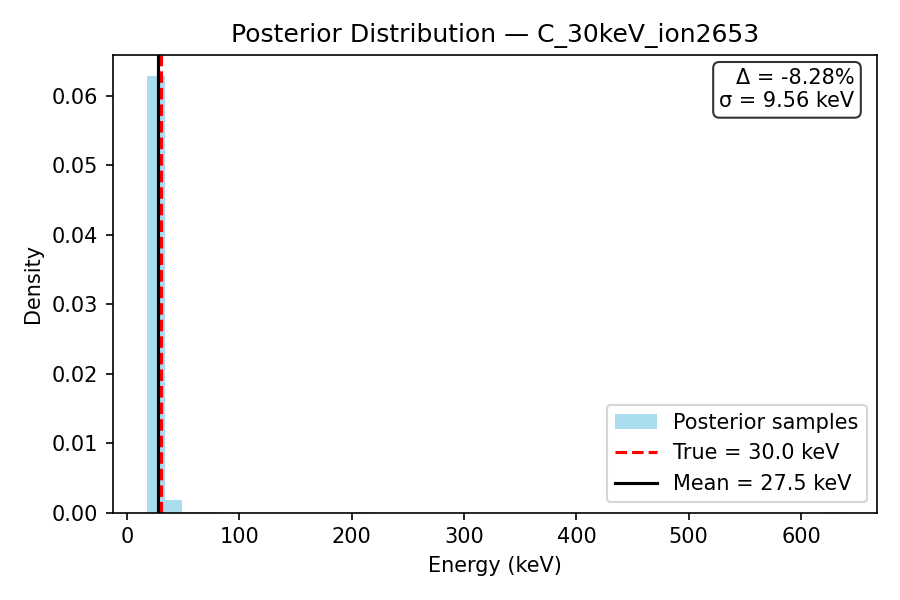 Posterior Distribution — C_30keV_ion2653
Δ = -8.28%
σ = 9.56 keV
0.06
0.05
0.04
0.03
0.02
0.01
0.00
Density
Posterior samples
True = 30.0 keV
Mean = 27.5 keV
0 100 200 300 400 500 600
Energy (keV)